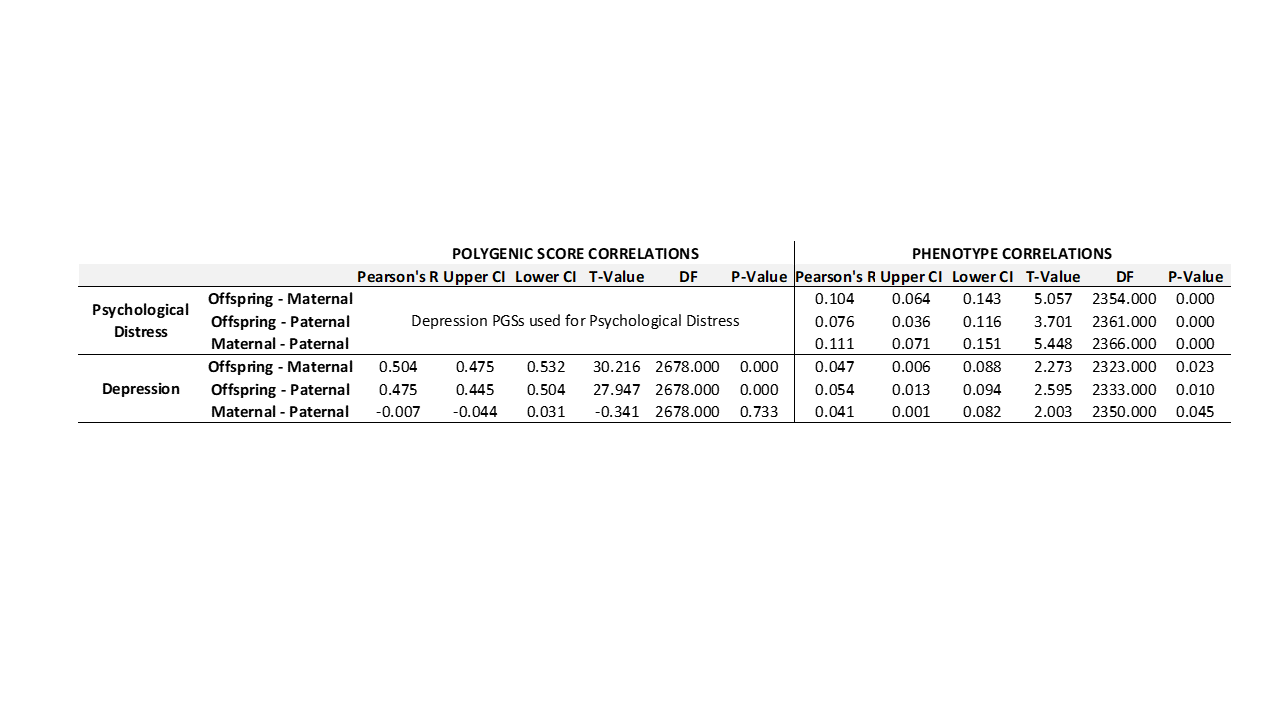 POLYGENIC SCORE CORRELATIONS PHENOTYPE CORRELATIONS
Pearson's R Upper CI Lower CI T-Value DF P-Value Pearson's R Upper CI Lower CI T-Value DF P-Value
Psychological Distress
Offspring - Maternal 0.104 0.064 0.143 5.057 2354.000 0.000
Offspring - Paternal Depression PGSs used for Psychological Distress 0.076 0.036 0.116 3.701 2361.000 0.000
Maternal - Paternal 0.111 0.071 0.151 5.448 2366.000 0.000
Offspring - Maternal 0.504 0.475 0.532 30.216 2678.000 0.000 0.047 0.006 0.088 2.273 2323.000 0.023
Depression Offspring - Paternal 0.475 0.445 0.504 27.947 2678.000 0.000 0.054 0.013 0.094 2.595 2333.000 0.010
Maternal - Paternal -0.007 -0.044 0.031 -0.341 2678.000 0.733 0.041 0.001 0.082 2.003 2350.000 0.045